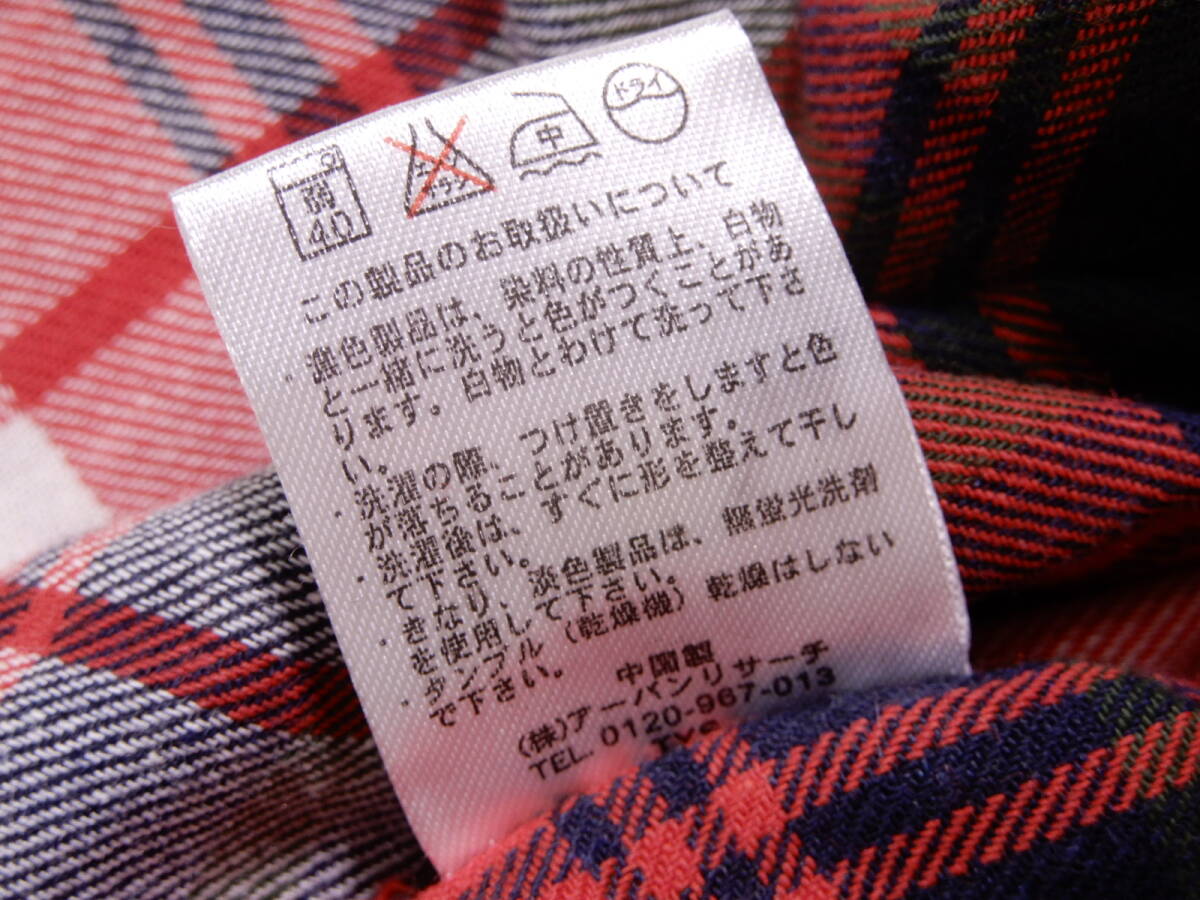 弱
40
エンソ
サラシ
中
ドライ
この製品のお取扱いについて
・濃色製品は、染料の性質上、白物
と一緒に洗うと色がつくことがあ
ります。白物とわけて洗って下さ
い。
・洗濯の際、つけ置きをしますと色
が落ちることがあります。
・洗濯後は、すぐに形を整えて干し
て下さい。
・きなり、淡色製品は、無蛍光洗剤
を使用して下さい。
・タンブル(乾燥機)乾燥はしない
で下さい。
中国製
(株)アーバンリサーチ
TEL. 0120-967-013